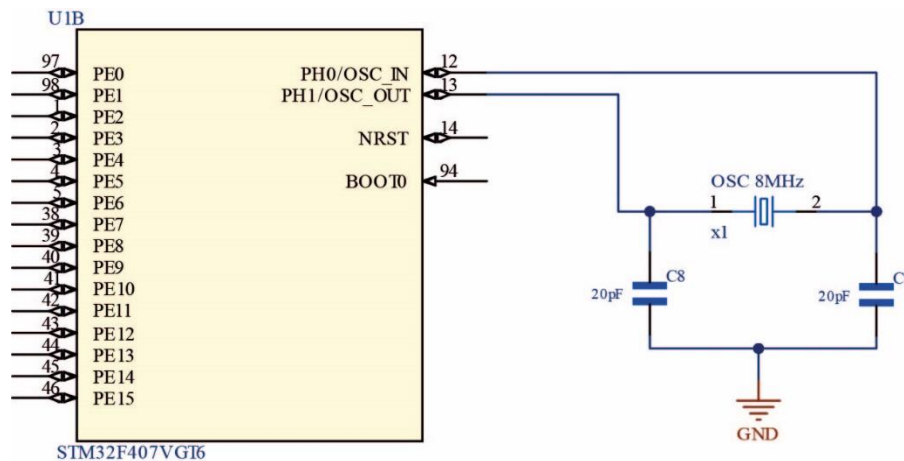 U1B
97 PE0 PH0/OSC_IN 12
98 PE1 PH1/OSC_OUT 13
1 PE2
2 PE3 NRST 14
3 PE4
4 PE5 BOOT0 94
5 PE6
38 PE7
39 PE8
40 PE9
41 PE10
42 PE11
43 PE12
44 PE13
45 PE14
46 PE15
STM32F407VGT6
OSC 8MHz
1 2
x1
C8
20pF
C
20pF
GND